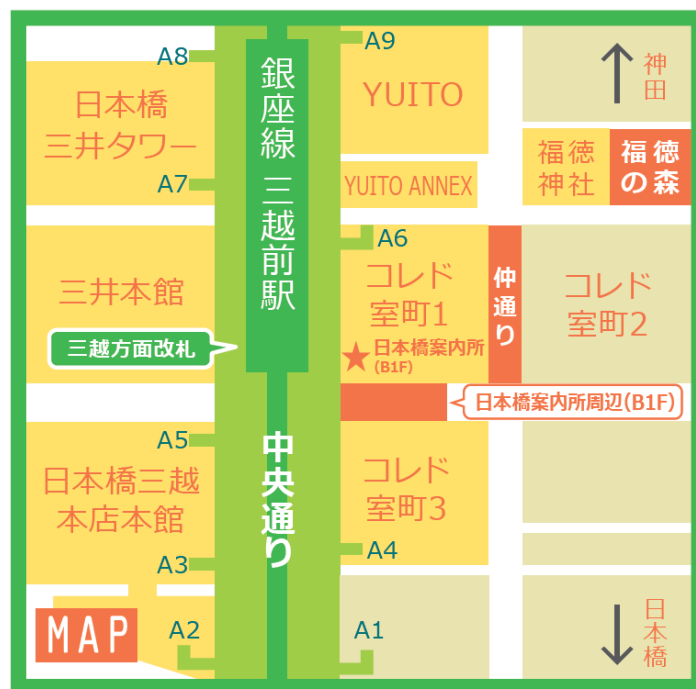 A8
A9
銀座線 三越前駅
YUITO
神田
日本橋
三井タワー
福徳
神社
福徳
の森
A7
YUITO ANNEX
A6
三井本館
コレド
室町1
仲通り
コレド
室町2
三越方面改札
★日本橋案内所
(B1F)
日本橋案内所周辺(B1F)
A5
中央通り
日本橋三越
本店本館
コレド
室町3
A3
A4
MAP
A2
A1
日本橋